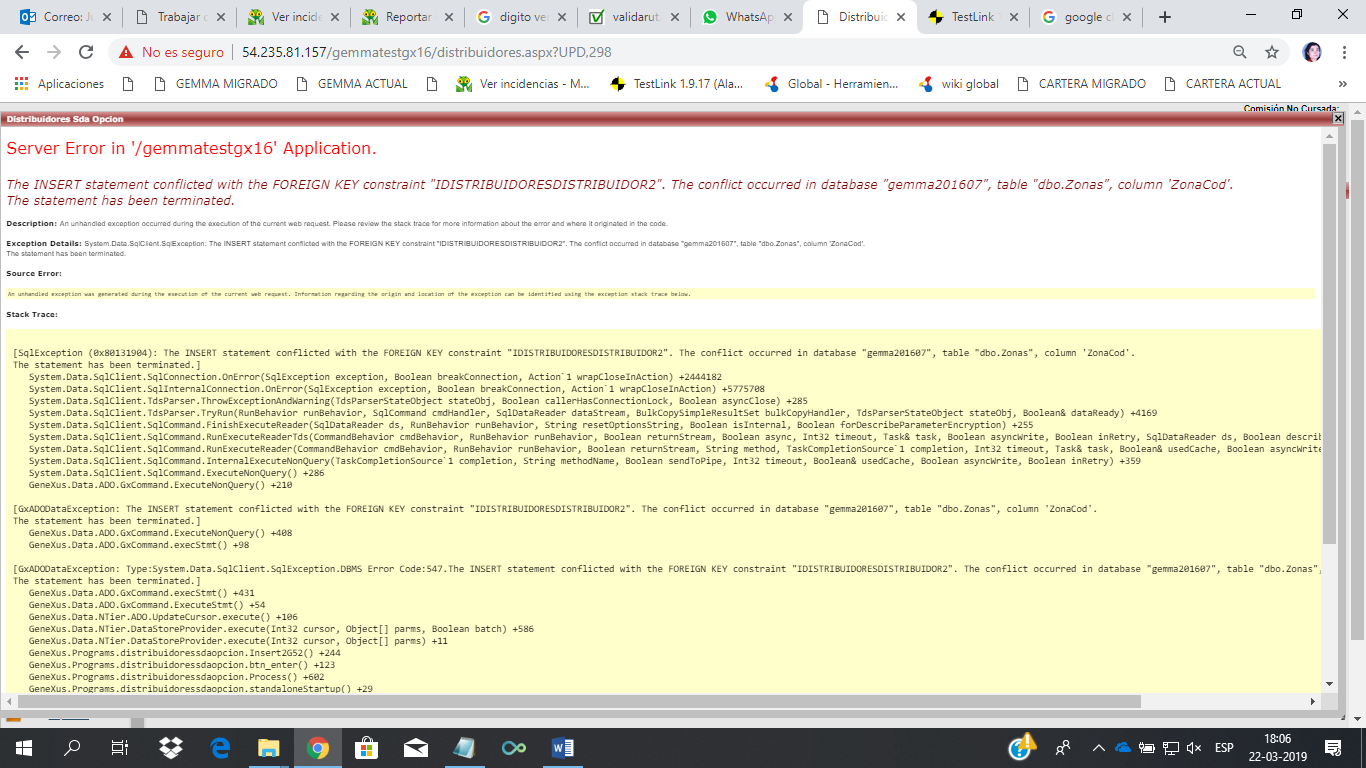 Correo: Ju
Trabajar c
Ver incide
Reportar
digito ver
validarut.
WhatsApp
Distribuid
TestLink 1
google ch
No es seguro
54.235.81.157/gemmatestgx16/distribuidores.aspx?UPD,298
Aplicaciones
GEMMA MIGRADO
GEMMA ACTUAL
Ver incidencias - M...
TestLink 1.9.17 (Ala...
Global - Herramien...
wiki global
CARTERA MIGRADO
CARTERA ACTUAL
»
Comisión No Cursada:
Distribuidores Sda Opcion
Server Error in '/gemmatestgx16' Application.
The INSERT statement conflicted with the FOREIGN KEY constraint "IDISTRIBUIDORESDISTRIBUIDOR2". The conflict occurred in database "gemma201607", table "dbo.Zonas", column 'ZonaCod'.
The statement has been terminated.
Description: An unhandled exception occurred during the execution of the current web request. Please review the stack trace for more information about the error and where it originated in the code.
Exception Details: System.Data.SqlClient.SqlException: The INSERT statement conflicted with the FOREIGN KEY constraint "IDISTRIBUIDORESDISTRIBUIDOR2". The conflict occurred in database "gemma201607", table "dbo.Zonas", column 'ZonaCod'.
The statement has been terminated.
Source Error:
An unhandled exception was generated during the execution of the current web request. Information regarding the origin and location of the exception can be identified using the exception stack trace below.
Stack Trace:
[SqlException (0x80131904): The INSERT statement conflicted with the FOREIGN KEY constraint "IDISTRIBUIDORESDISTRIBUIDOR2". The conflict occurred in database "gemma201607", table "dbo.Zonas", column 'ZonaCod'.
The statement has been terminated.]
System.Data.SqlClient.SqlConnection.OnError(SqlException exception, Boolean breakConnection, Action`1 wrapCloseInAction) +2444182
System.Data.SqlClient.SqlInternalConnection.OnError(SqlException exception, Boolean breakConnection, Action`1 wrapCloseInAction) +5775708
System.Data.SqlClient.TdsParser.ThrowExceptionAndWarning(TdsParserStateObject stateObj, Boolean callerHasConnectionLock, Boolean asyncClose) +285
System.Data.SqlClient.TdsParser.TryRun(RunBehavior runBehavior, SqlCommand cmdHandler, SqlDataReader dataStream, BulkCopySimpleResultSet bulkCopyHandler, TdsParserStateObject stateObj, Boolean& dataReady) +4169
System.Data.SqlClient.SqlCommand.FinishExecuteReader(SqlDataReader ds, RunBehavior runBehavior, String resetOptionsString, Boolean isInternal, Boolean forDescribeParameterEncryption) +255
System.Data.SqlClient.SqlCommand.RunExecuteReaderTds(CommandBehavior cmdBehavior, RunBehavior runBehavior, Boolean returnStream, Boolean async, Int32 timeout, Task& task, Boolean asyncWrite, Boolean inRetry, SqlDataReader ds, Boolean describ
System.Data.SqlClient.SqlCommand.RunExecuteReader(CommandBehavior cmdBehavior, RunBehavior runBehavior, Boolean returnStream, String method, TaskCompletionSource`1 completion, Int32 timeout, Task& task, Boolean& usedCache, Boolean asyncWrite
System.Data.SqlClient.SqlCommand.InternalExecuteNonQuery(TaskCompletionSource`1 completion, String methodName, Boolean sendToPipe, Int32 timeout, Boolean& usedCache, Boolean asyncWrite, Boolean inRetry) +359
System.Data.SqlClient.SqlCommand.ExecuteNonQuery() +286
GeneXus.Data.ADO.GxCommand.ExecuteNonQuery() +210
[GxADODataException: The INSERT statement conflicted with the FOREIGN KEY constraint "IDISTRIBUIDORESDISTRIBUIDOR2". The conflict occurred in database "gemma201607", table "dbo.Zonas", column 'ZonaCod'.
The statement has been terminated.]
GeneXus.Data.ADO.GxCommand.ExecuteNonQuery() +408
GeneXus.Data.ADO.GxCommand.execStmt() +98
[GxADODataException: Type:System.Data.SqlClient.SqlException.DBMS Error Code:547.The INSERT statement conflicted with the FOREIGN KEY constraint "IDISTRIBUIDORESDISTRIBUIDOR2". The conflict occurred in database "gemma201607", table "dbo.Zonas",
The statement has been terminated.]
GeneXus.Data.ADO.GxCommand.execStmt() +431
GeneXus.Data.ADO.GxCommand.ExecuteStmt() +54
GeneXus.Data.NTier.ADO.UpdateCursor.execute() +106
GeneXus.Data.NTier.DataStoreProvider.execute(Int32 cursor, Object[] parms, Boolean batch) +586
GeneXus.Data.NTier.DataStoreProvider.execute(Int32 cursor, Object[] parms) +11
GeneXus.Programs.distribuidoressdaopcion.Insert2G52() +244
GeneXus.Programs.distribuidoressdaopcion.btn_enter() +123
GeneXus.Programs.distribuidoressdaopcion.Process() +602
GeneXus.Programs.distribuidoressdaopcion.standaloneStartup() +29
ESP
18:06
22-03-2019